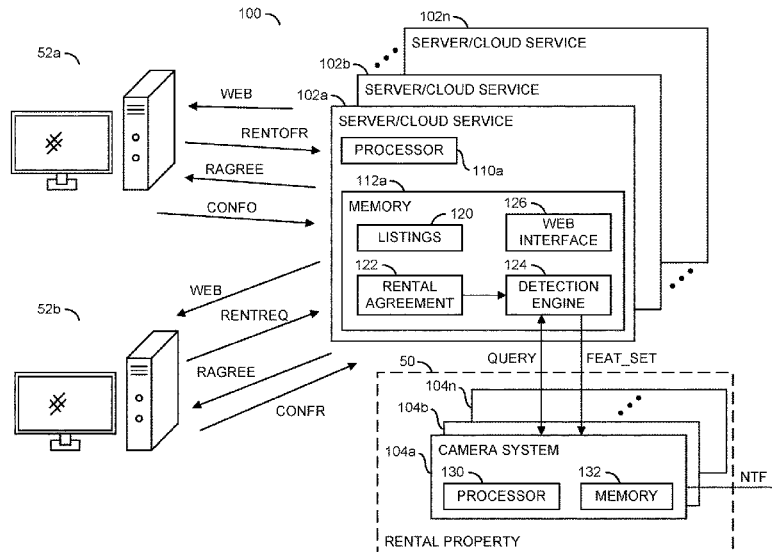 100
102n
SERVER/CLOUD SERVICE
52a
102b
SERVER/CLOUD SERVICE
WEB
102a
SERVER/CLOUD SERVICE
RENTOFR
PROCESSOR
110a
RAGREE
112a
MEMORY
120
126
CONFO
LISTINGS
WEB
INTERFACE
122
124
WEB
RENTAL
AGREEMENT
DETECTION
ENGINE
52b
RENTREQ
QUERY
FEAT_SET
RAGREE
50
104n
CONFR
104b
104a
CAMERA SYSTEM
130
132
PROCESSOR
MEMORY
NTF
RENTAL PROPERTY